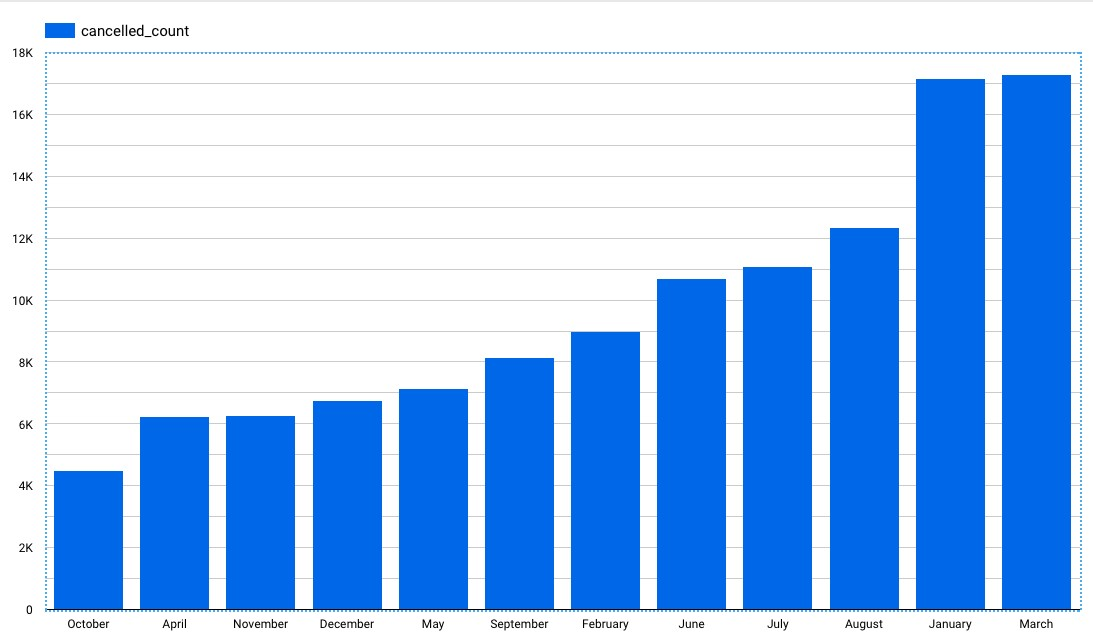 cancelled_count
18K
16K
14K
12K
10K
8K
6K
4K
2K
0
October April November December May September February June July August January March